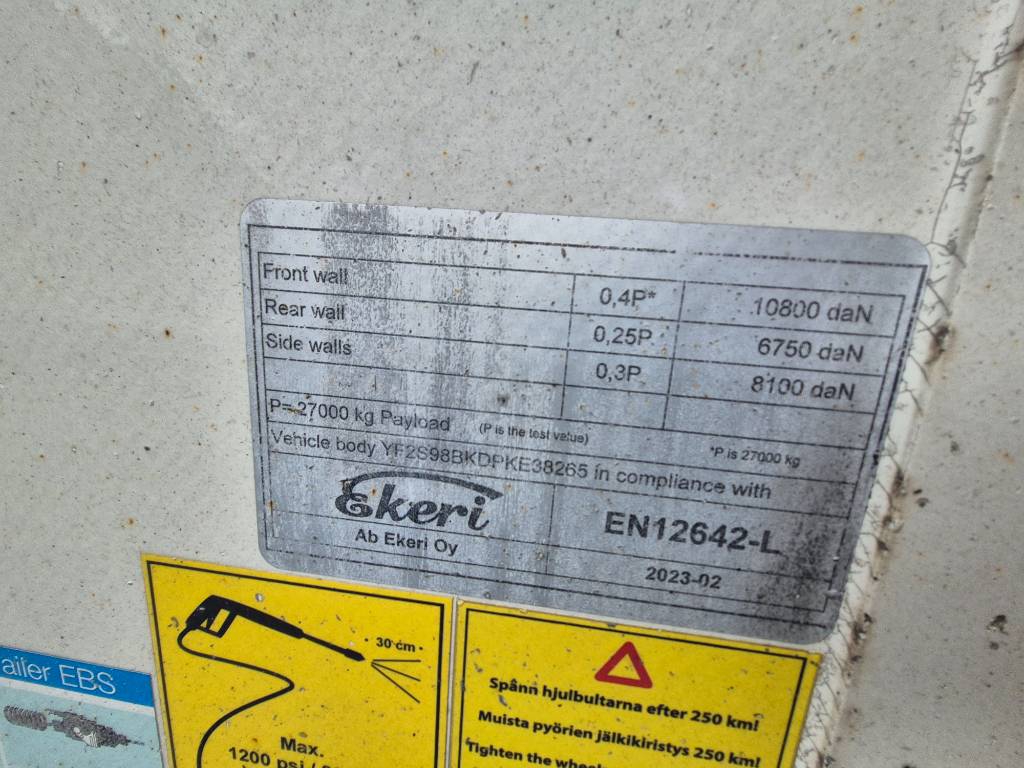 Front wall 0,4P* 10800 daN
Rear wall 0,25P 6750 daN
Side walls 0,3P 8100 daN
P= 27000 kg Payload (P is the test value) *P is 27000 kg
Vehicle body YF2S98BKDPKE38265 in compliance with
Ekeri EN12642-L
Ab Ekeri Oy 2023-02
30 cm
Max.
1200 psi /
Spänn hjulbultarna efter 250 km!
Muista pyörien jälkikiristys 250 km!
Tighten the
ailer EBS